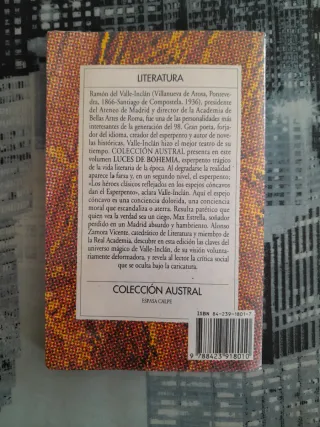 LITERATURA
Ramón del Valle-Inclán (Villanueva de Arosa, Ponteve-
dra, 1866-Santiago de Compostela, 1936), presidente
del Ateneo de Madrid y director de la Academia de
Bellas Artes de Roma, fue una de las personalidades más
interesantes de la generación del 98. Gran poeta, forja-
dor del idioma, creador del esperpento y autor de nove-
las históricas, Valle-Inclán luzo el mejor teatro de su
tiempo. COLECCIÓN AUSTRAL presenta en este
volumen LUCES DE BOHEMIA, esperpento trágico
de la vida literaria de la época. Al degradarse la realidad
aparece la farsa y, en un segundo nivel, el esperpento:
«Los héroes clásicos reflejados en los espejos cóncavos
dan el Esperpento», aclara Valle-Inclán. Aquí el espejo
cóncavo es una conciencia dolorida, una conciencia
moral que escandaliza o aterra. Resulta patética que
quien vea la verdad sea un ciego, Max Estrella, soñador
perdido en un Madrid absurdo y hambriento. Alonso
Zamora Vicente, catedrático de Literatura y miembro de
la Real Academia, descubre en esta edición las claves del
universo mágico de Valle-Inclán, de su visión volunta-
riamente deformadora, y revela al lector la crítica social
que se oculta bajo la caricatura.
COLECCIÓN AUSTRAL
ESPASA CALPE
ISBN 84-239-1801-7
9 788423 918010